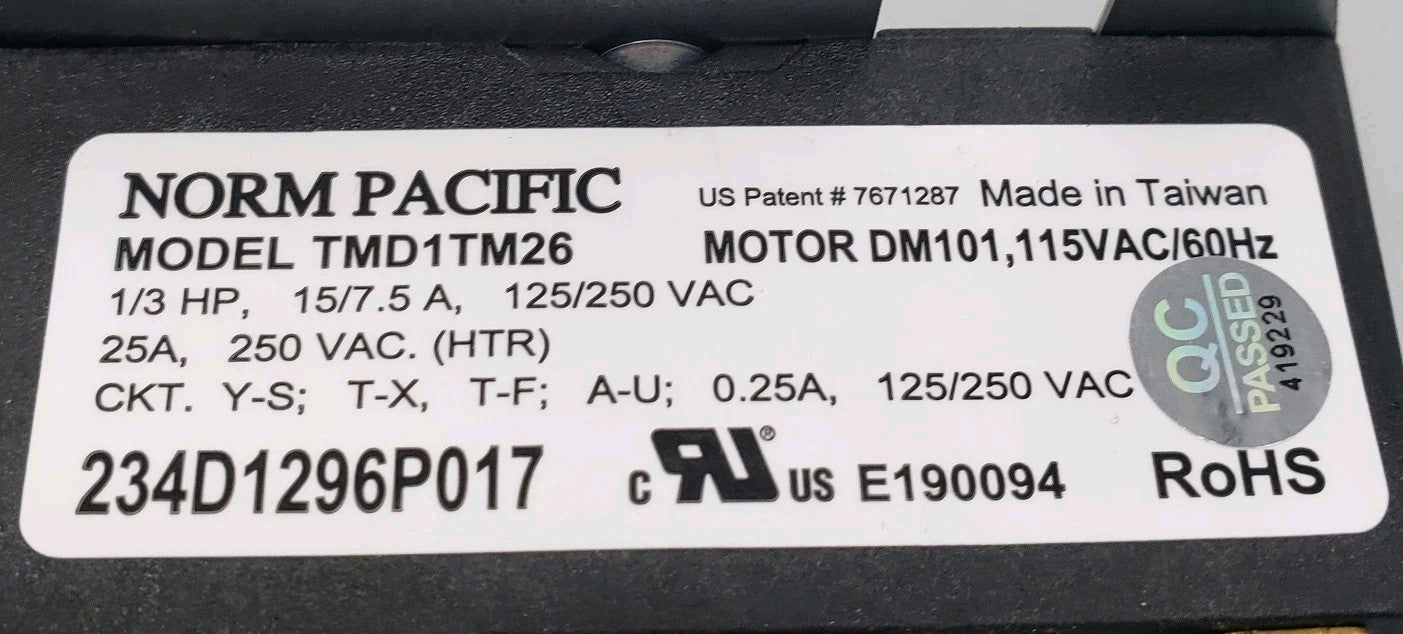 NORM PACIFIC US Patent # 7671287 Made in Taiwan
MODEL TMD1TM26 MOTOR DM101,115VAC/60Hz
1/3 HP, 15/7.5 A, 125/250 VAC
25A, 250 VAC. (HTR)
CKT. Y-S; T-X, T-F; A-U; 0.25A, 125/250 VAC
QC
PASSED
419229
234D1296P017 c RU® US E190094 RoHS